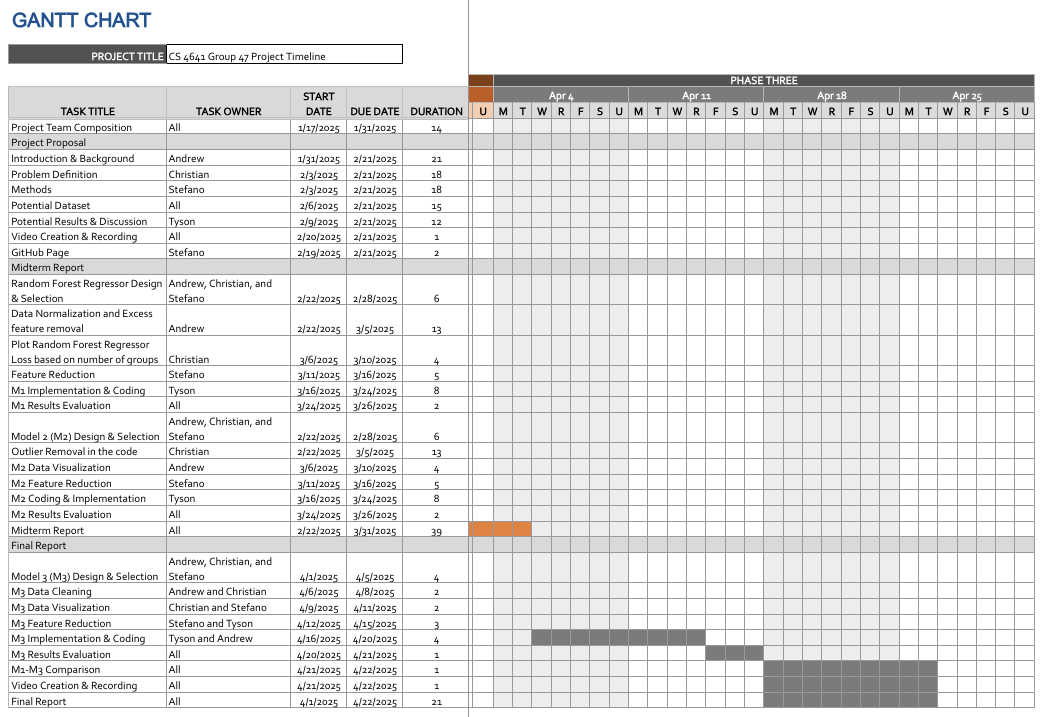 GANTT CHART
PROJECT TITLE CS 4641 Group 47 Project Timeline
PHASE THREE
Apr 4 Apr 11 Apr 18 Apr 25
TASK TITLE TASK OWNER START DATE DUE DATE DURATION U M T W R F S U M T W R F S U M T W R F S U M T W R F S U
Project Team Composition All 1/17/2025 1/31/2025 14
Project Proposal
Introduction & Background Andrew 1/31/2025 2/21/2025 21
Problem Definition Christian 2/3/2025 2/21/2025 18
Methods Stefano 2/3/2025 2/21/2025 18
Potential Dataset All 2/6/2025 2/21/2025 15
Potential Results & Discussion Tyson 2/9/2025 2/21/2025 12
Video Creation & Recording All 2/20/2025 2/21/2025 1
GitHub Page Stefano 2/19/2025 2/21/2025 2
Midterm Report
Random Forest Regressor Design Andrew, Christian, and
& Selection Stefano 2/22/2025 2/28/2025 6
Data Normalization and Excess
feature removal Andrew 2/22/2025 3/5/2025 13
Plot Random Forest Regressor
Loss based on number of groups Christian 3/6/2025 3/10/2025 4
Feature Reduction Stefano 3/11/2025 3/16/2025 5
M1 Implementation & Coding Tyson 3/16/2025 3/24/2025 8
M1 Results Evaluation All 3/24/2025 3/26/2025 2
Andrew, Christian, and
Model 2 (M2) Design & Selection Stefano 2/22/2025 2/28/2025 6
Outlier Removal in the code Christian 2/22/2025 3/5/2025 13
M2 Data Visualization Andrew 3/6/2025 3/10/2025 4
M2 Feature Reduction Stefano 3/11/2025 3/16/2025 5
M2 Coding & Implementation Tyson 3/16/2025 3/24/2025 8
M2 Results Evaluation All 3/24/2025 3/26/2025 2
Midterm Report All 2/22/2025 3/31/2025 39
Final Report
Andrew, Christian, and
Model 3 (M3) Design & Selection Stefano 4/1/2025 4/5/2025 4
M3 Data Cleaning Andrew and Christian 4/6/2025 4/8/2025 2
M3 Data Visualization Christian and Stefano 4/9/2025 4/11/2025 2
M3 Feature Reduction Stefano and Tyson 4/12/2025 4/15/2025 3
M3 Implementation & Coding Tyson and Andrew 4/16/2025 4/20/2025 4
M3 Results Evaluation All 4/20/2025 4/21/2025 1
M1-M3 Comparison All 4/21/2025 4/22/2025 1
Video Creation & Recording All 4/21/2025 4/22/2025 1
Final Report All 4/1/2025 4/22/2025 21